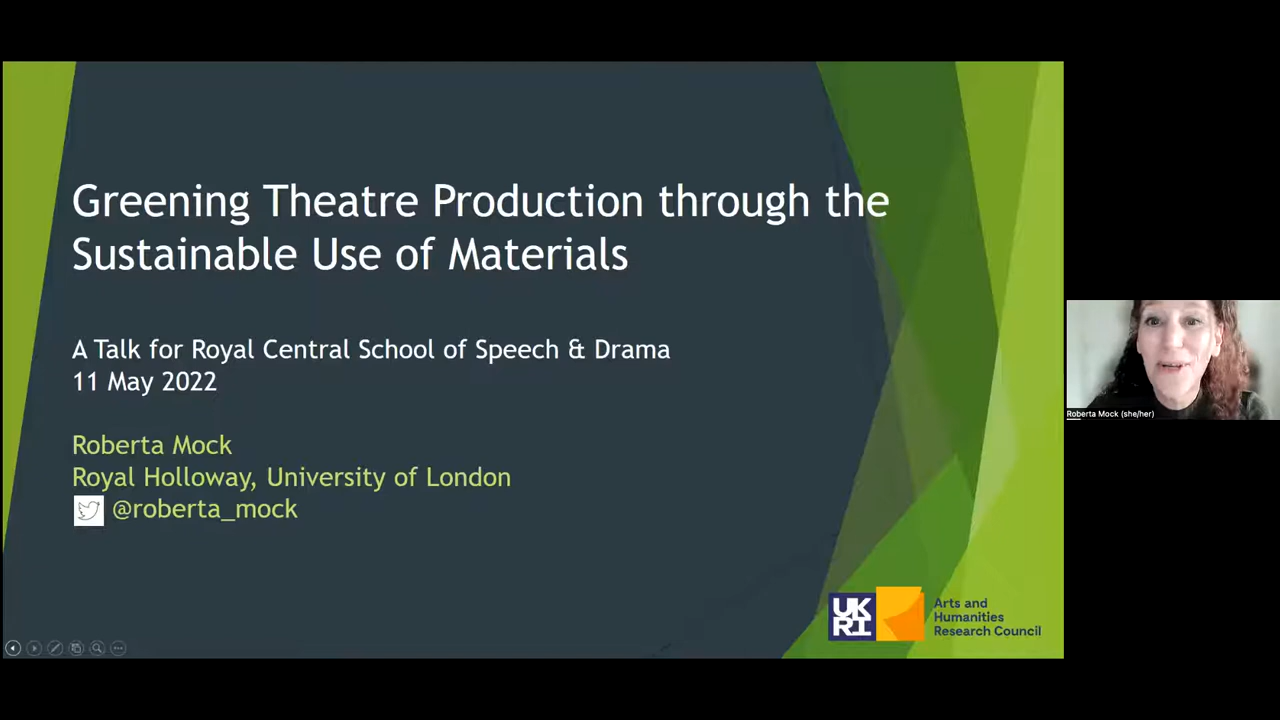 Greening Theatre Production through the
Sustainable Use of Materials
A Talk for Royal Central School of Speech & Drama
11 May 2022
Roberta Mock
Royal Holloway, University of London
@roberta_mock
UK
RI
Arts and
Humanities
Research Council
Roberta Mock (she/her)